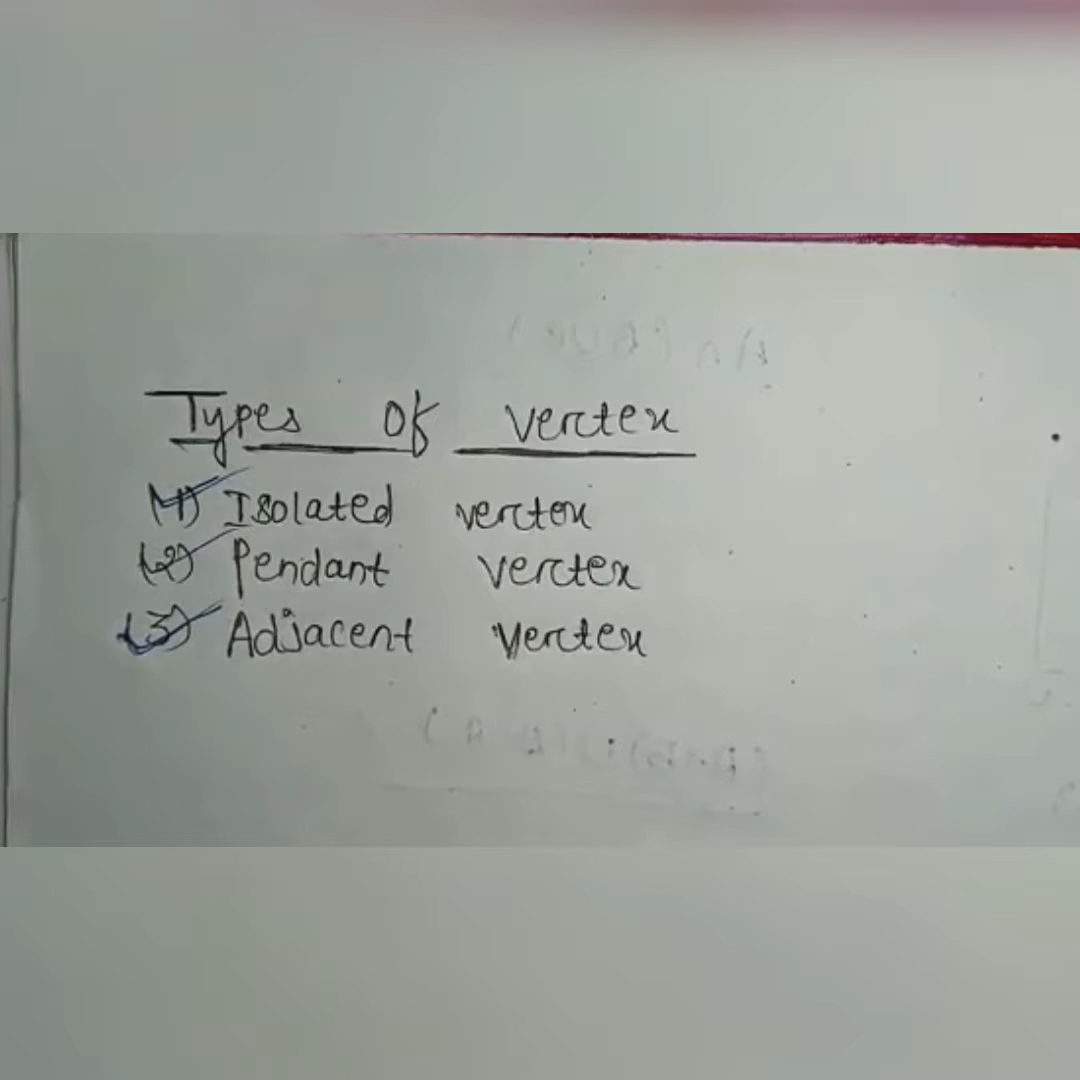 Types of vertex
(1) Isolated vertex
(2) Pendant vertex
(3) Adjacent vertex